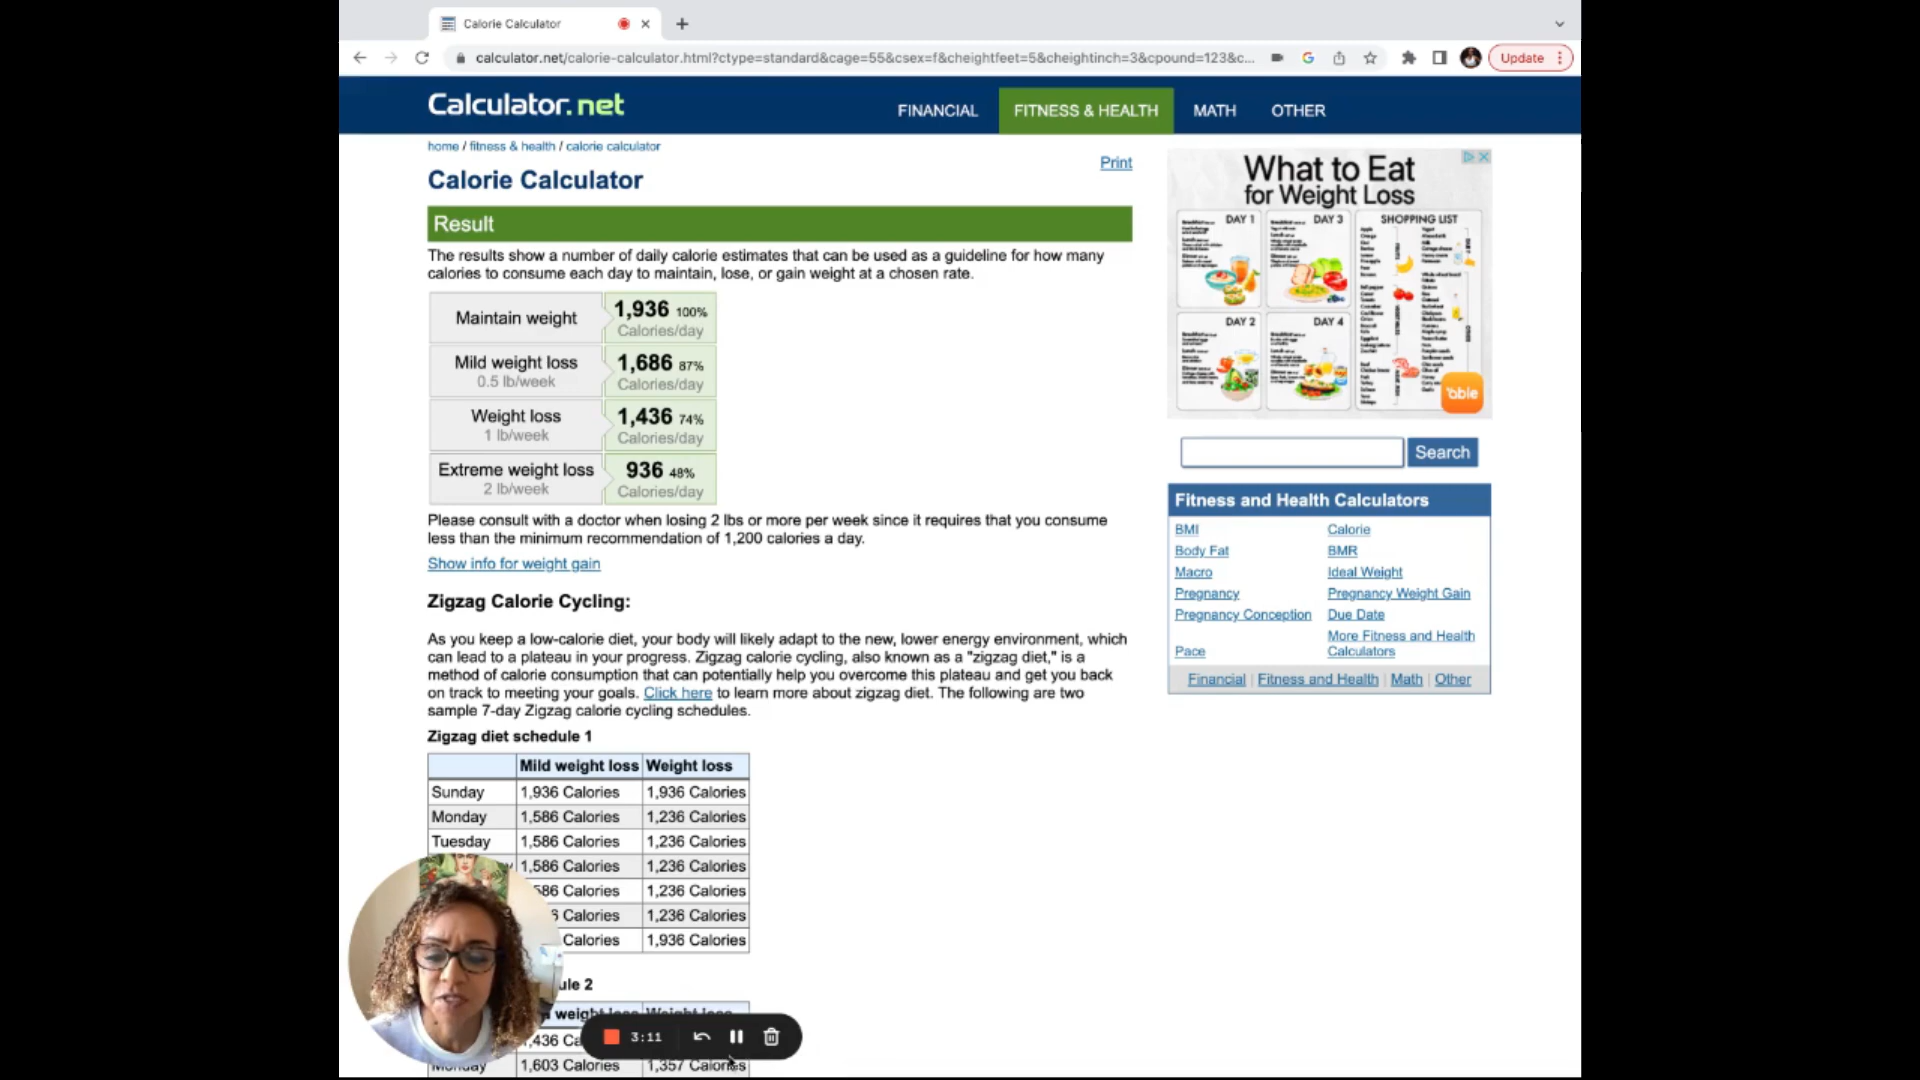 Calorie Calculator
calculator.net/calorie-calculator.html?ctype=standard&cage=55&csex=f&cheightfeet=5&cheightinch=3&cpound=123&c...
Update
Calculator.net
FINANCIAL
FITNESS & HEALTH
MATH
OTHER
home / fitness & health / calorie calculator
Print
Calorie Calculator
Result
The results show a number of daily calorie estimates that can be used as a guideline for how many
calories to consume each day to maintain, lose, or gain weight at a chosen rate.
Maintain weight
1,936 100%
Calories/day
Mild weight loss
0.5 lb/week
1,686 87%
Calories/day
Weight loss
1 lb/week
1,436 74%
Calories/day
Extreme weight loss
2 lb/week
936 48%
Calories/day
Please consult with a doctor when losing 2 lbs or more per week since it requires that you consume
less than the minimum recommendation of 1,200 calories a day.
Show info for weight gain
Zigzag Calorie Cycling:
As you keep a low-calorie diet, your body will likely adapt to the new, lower energy environment, which
can lead to a plateau in your progress. Zigzag calorie cycling, also known as a "zigzag diet," is a
method of calorie consumption that can potentially help you overcome this plateau and get you back
on track to meeting your goals. Click here to learn more about zigzag diet. The following are two
sample 7-day Zigzag calorie cycling schedules.
Zigzag diet schedule 1
Mild weight loss Weight loss
Sunday 1,936 Calories 1,936 Calories
Monday 1,586 Calories 1,236 Calories
Tuesday 1,586 Calories 1,236 Calories
1,586 Calories 1,236 Calories
586 Calories 1,236 Calories
6 Calories 1,236 Calories
Calories 1,936 Calories
ule 2
weight loss Weight loss
,436 Ca
Monday 1,603 Calories 1,357 Calories
3:11
What to Eat
for Weight Loss
DAY 1
DAY 3
SHOPPING LIST
DAY 2
DAY 4
Search
Fitness and Health Calculators
BMI
Calorie
Body Fat
BMR
Macro
Ideal Weight
Pregnancy
Pregnancy Weight Gain
Pregnancy Conception
Due Date
Pace
More Fitness and Health
Calculators
Financial | Fitness and Health | Math | Other